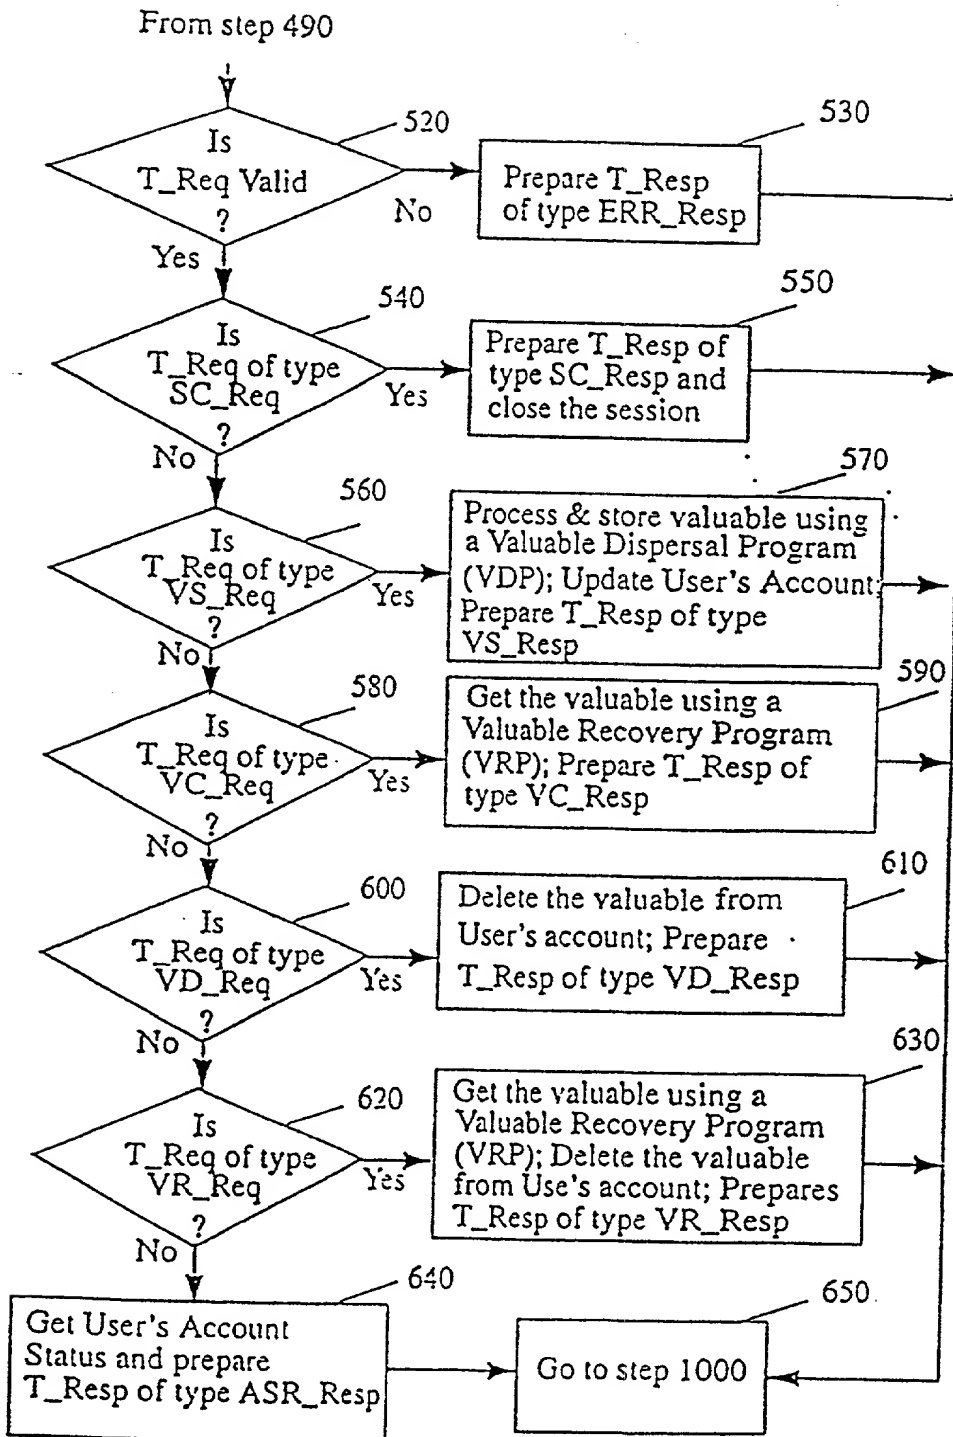 From step 490
520
Is
T_Req Valid
?
No
Yes
530
Prepare T_Resp
of type ERR_Resp
540
Is
T_Req of type
SC_Req
?
Yes
No
550
Prepare T_Resp of
type SC_Resp and
close the session
560
Is
T_Req of type
VS_Req
?
Yes
No
570
Process & store valuable using
a Valuable Dispersal Program
(VDP); Update User's Account;
Prepare T_Resp of type
VS_Resp
580
Is
T_Req of type
VC_Req
?
Yes
No
590
Get the valuable using a
Valuable Recovery Program
(VRP); Prepare T_Resp of
type VC_Resp
600
Is
T_Req of type
VD_Req
?
Yes
No
610
Delete the valuable from
User's account; Prepare
T_Resp of type VD_Resp
620
Is
T_Req of type
VR_Req
?
Yes
No
630
Get the valuable using a
Valuable Recovery Program
(VRP); Delete the valuable
from Use's account; Prepares
T_Resp of type VR_Resp
640
Get User's Account
Status and prepare
T_Resp of type ASR_Resp
650
Go to step 1000